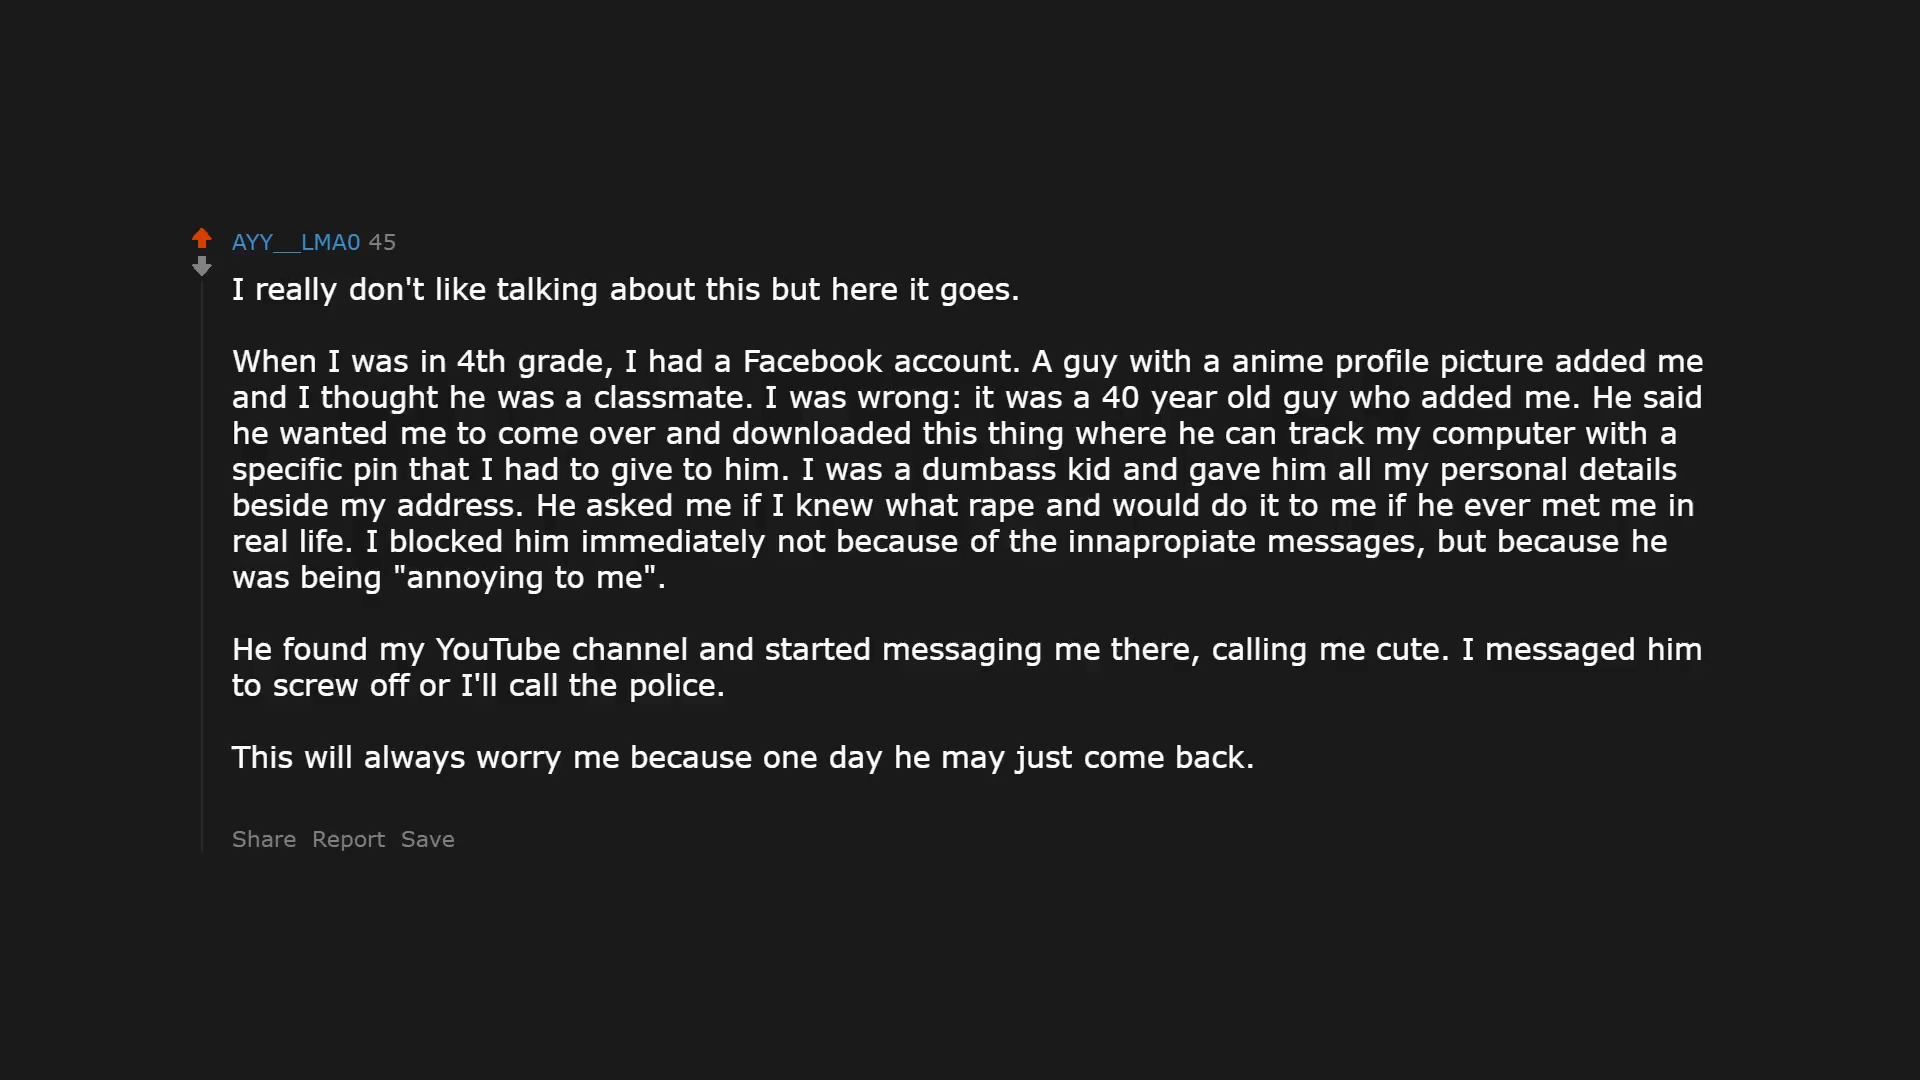 AYY__LMA0 45
I really don't like talking about this but here it goes.
When I was in 4th grade, I had a Facebook account. A guy with a anime profile picture added me
and I thought he was a classmate. I was wrong: it was a 40 year old guy who added me. He said
he wanted me to come over and downloaded this thing where he can track my computer with a
specific pin that I had to give to him. I was a dumbass kid and gave him all my personal details
beside my address. He asked me if I knew what rape and would do it to me if he ever met me in
real life. I blocked him immediately not because of the innapropiate messages, but because he
was being "annoying to me".
He found my YouTube channel and started messaging me there, calling me cute. I messaged him
to screw off or I'll call the police.
This will always worry me because one day he may just come back.
Share Report Save